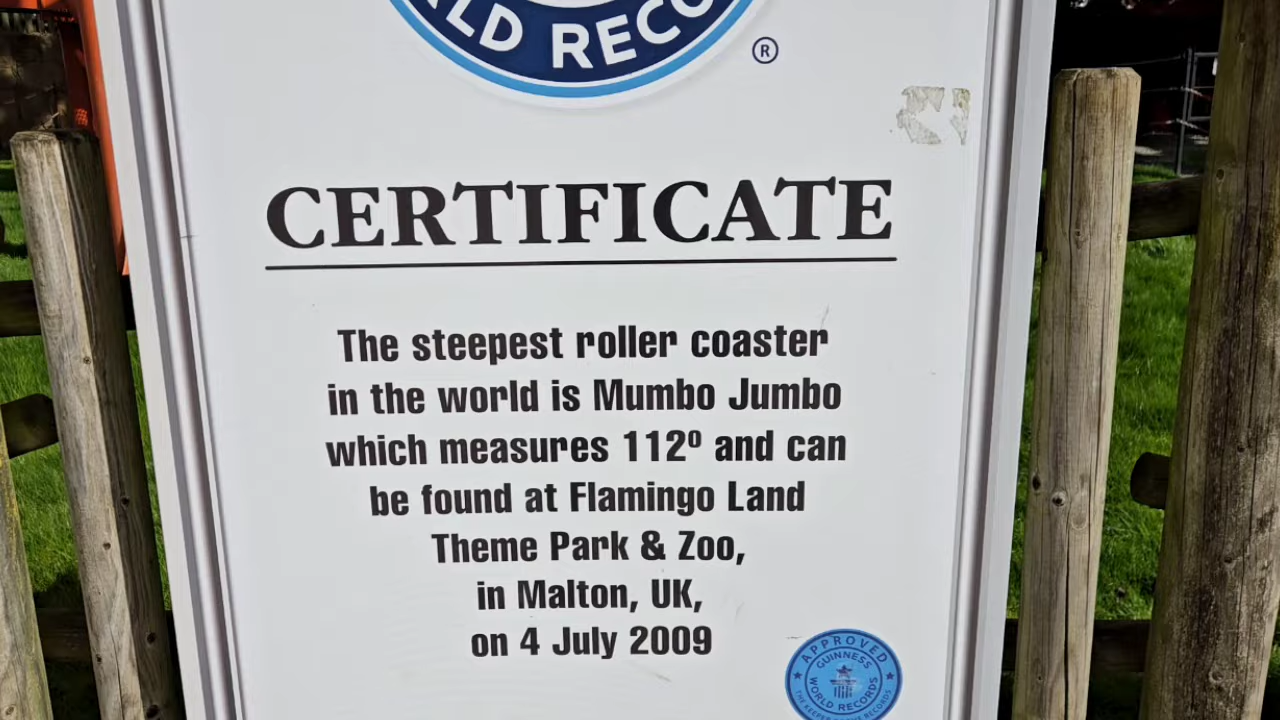 LD RECO
®
CERTIFICATE
The steepest roller coaster
in the world is Mumbo Jumbo
which measures 112º and can
be found at Flamingo Land
Theme Park & Zoo,
in Malton, UK,
on 4 July 2009
APPROVED
GUINNESS
WORLD RECORDS